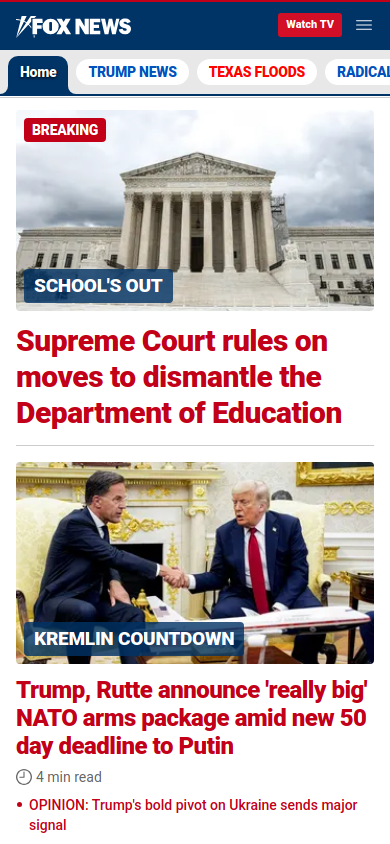 FOX NEWS
Watch TV
Home
TRUMP NEWS
TEXAS FLOODS
RADICAL
BREAKING
SCHOOL'S OUT
Supreme Court rules on
moves to dismantle the
Department of Education
KREMLIN COUNTDOWN
Trump, Rutte announce 'really big'
NATO arms package amid new 50
day deadline to Putin
4 min read
• OPINION: Trump's bold pivot on Ukraine sends major
signal